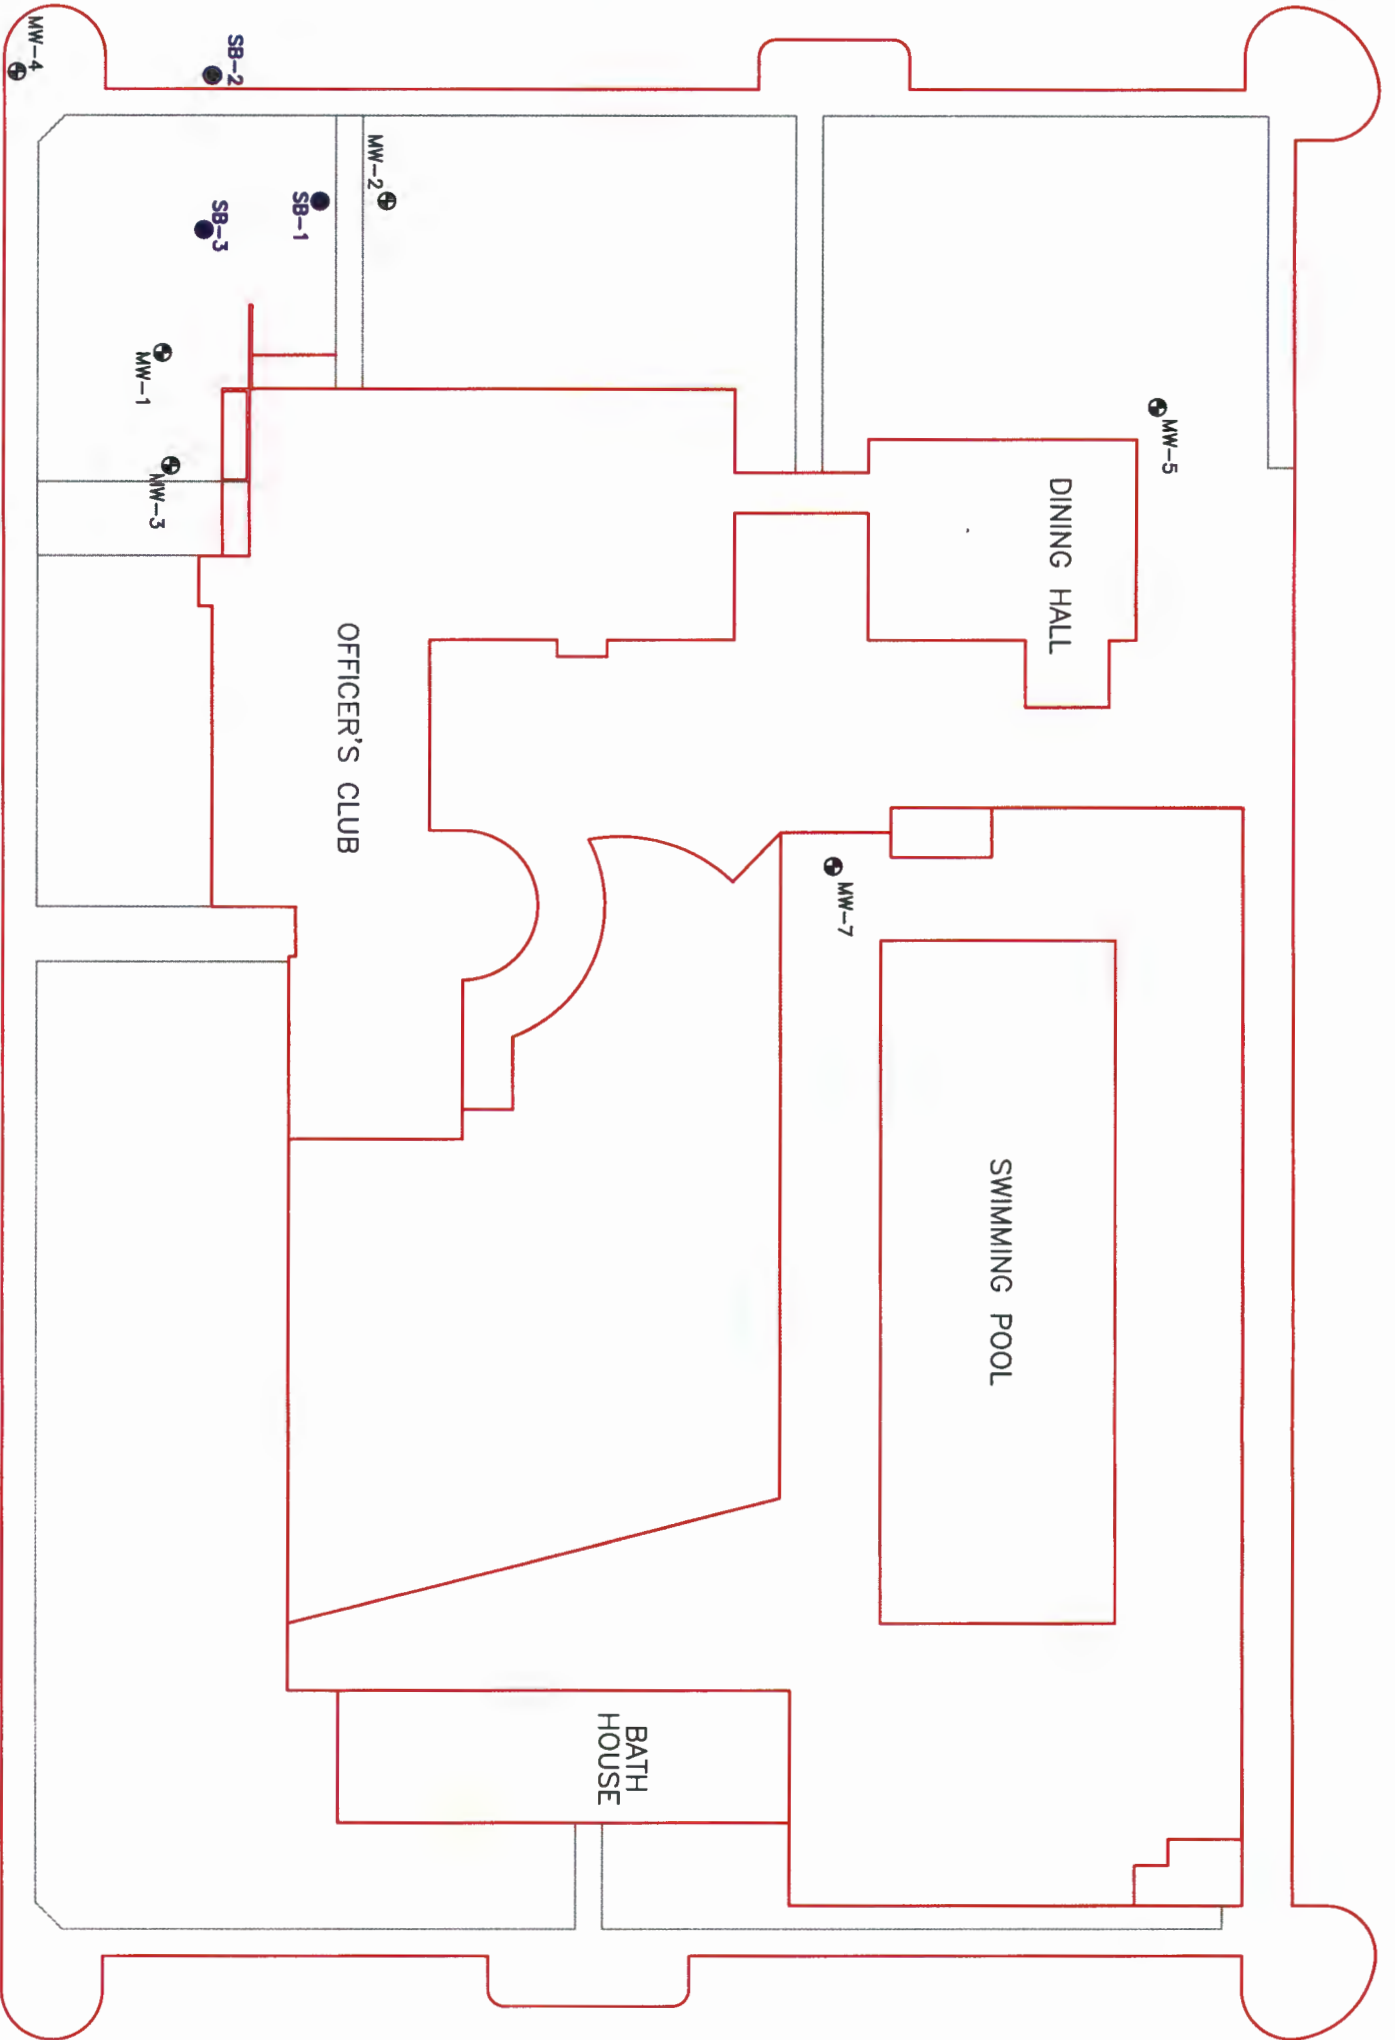 MW-4
SB-2
MW-2
SB-1
SB-3
MW-1
MW-3
MW-5
DINING HALL
OFFICER'S CLUB
MW-7
SWIMMING POOL
BATH
HOUSE